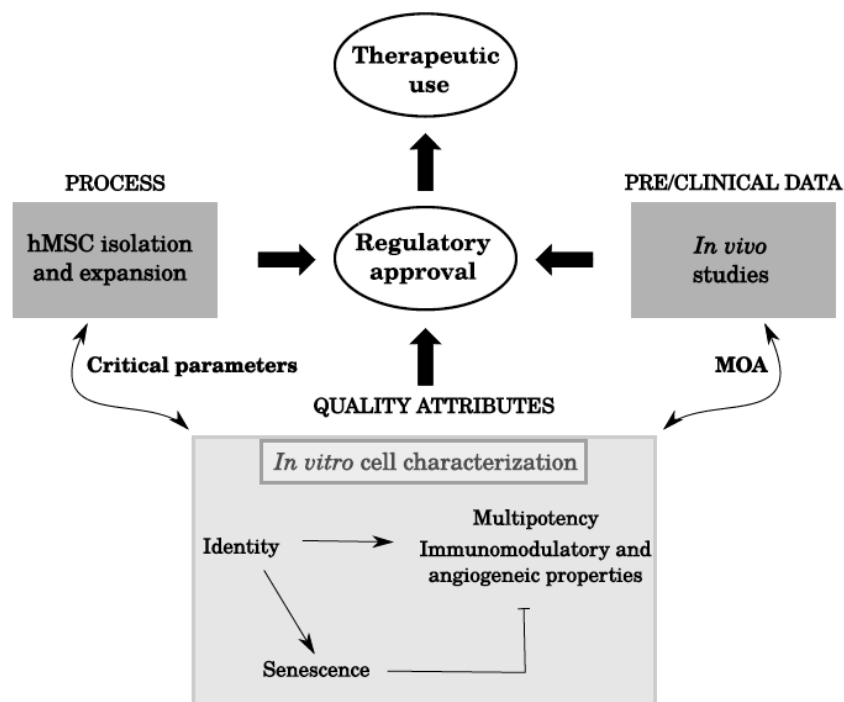 Therapeutic
use
PROCESS
PRE/CLINICAL DATA
hMSC isolation
and expansion
Regulatory
approval
In vivo
studies
Critical parameters
MOA
QUALITY ATTRIBUTES
In vitro cell characterization
Multipotency
Identity
Immunomodulatory and
angiogeneic properties
Senescence